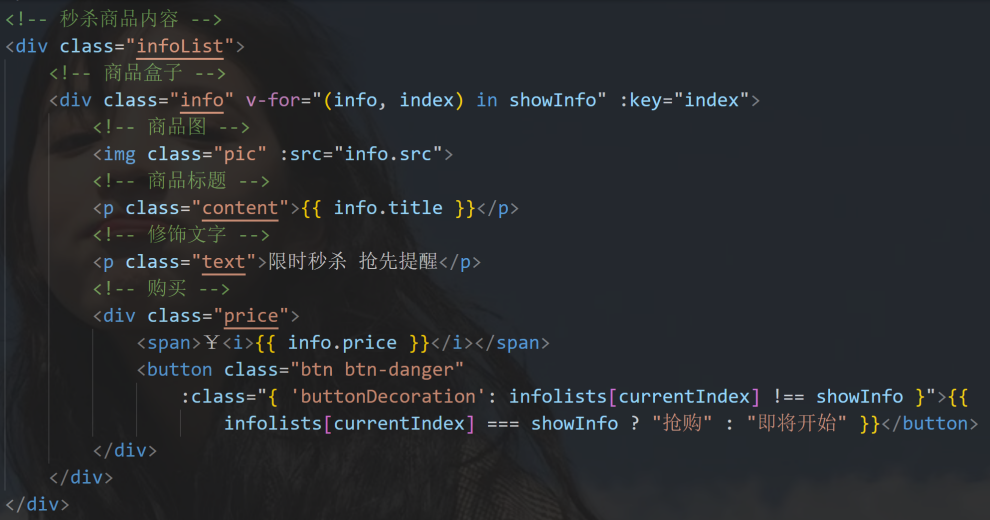 <!-- 秒杀商品内容 -->
<div class="infoList">
<!-- 商品盒子 -->
<div class="info" v-for="(info, index) in showInfo" :key="index">
<!-- 商品图 -->
<img class="pic" :src="info.src">
<!-- 商品标题 -->
<p class="content">{{ info.title }}</p>
<!-- 修饰文字 -->
<p class="text">限时秒杀 抢先提醒</p>
<!-- 购买 -->
<div class="price">
<span>¥<i>{{ info.price }}</i></span>
<button class="btn btn-danger"
:class="{ 'buttonDecoration': infolists[currentIndex] !== showInfo }">{{
infolists[currentIndex] === showInfo ? "抢购" : "即将开始" }}</button>
</div>
</div>
</div>